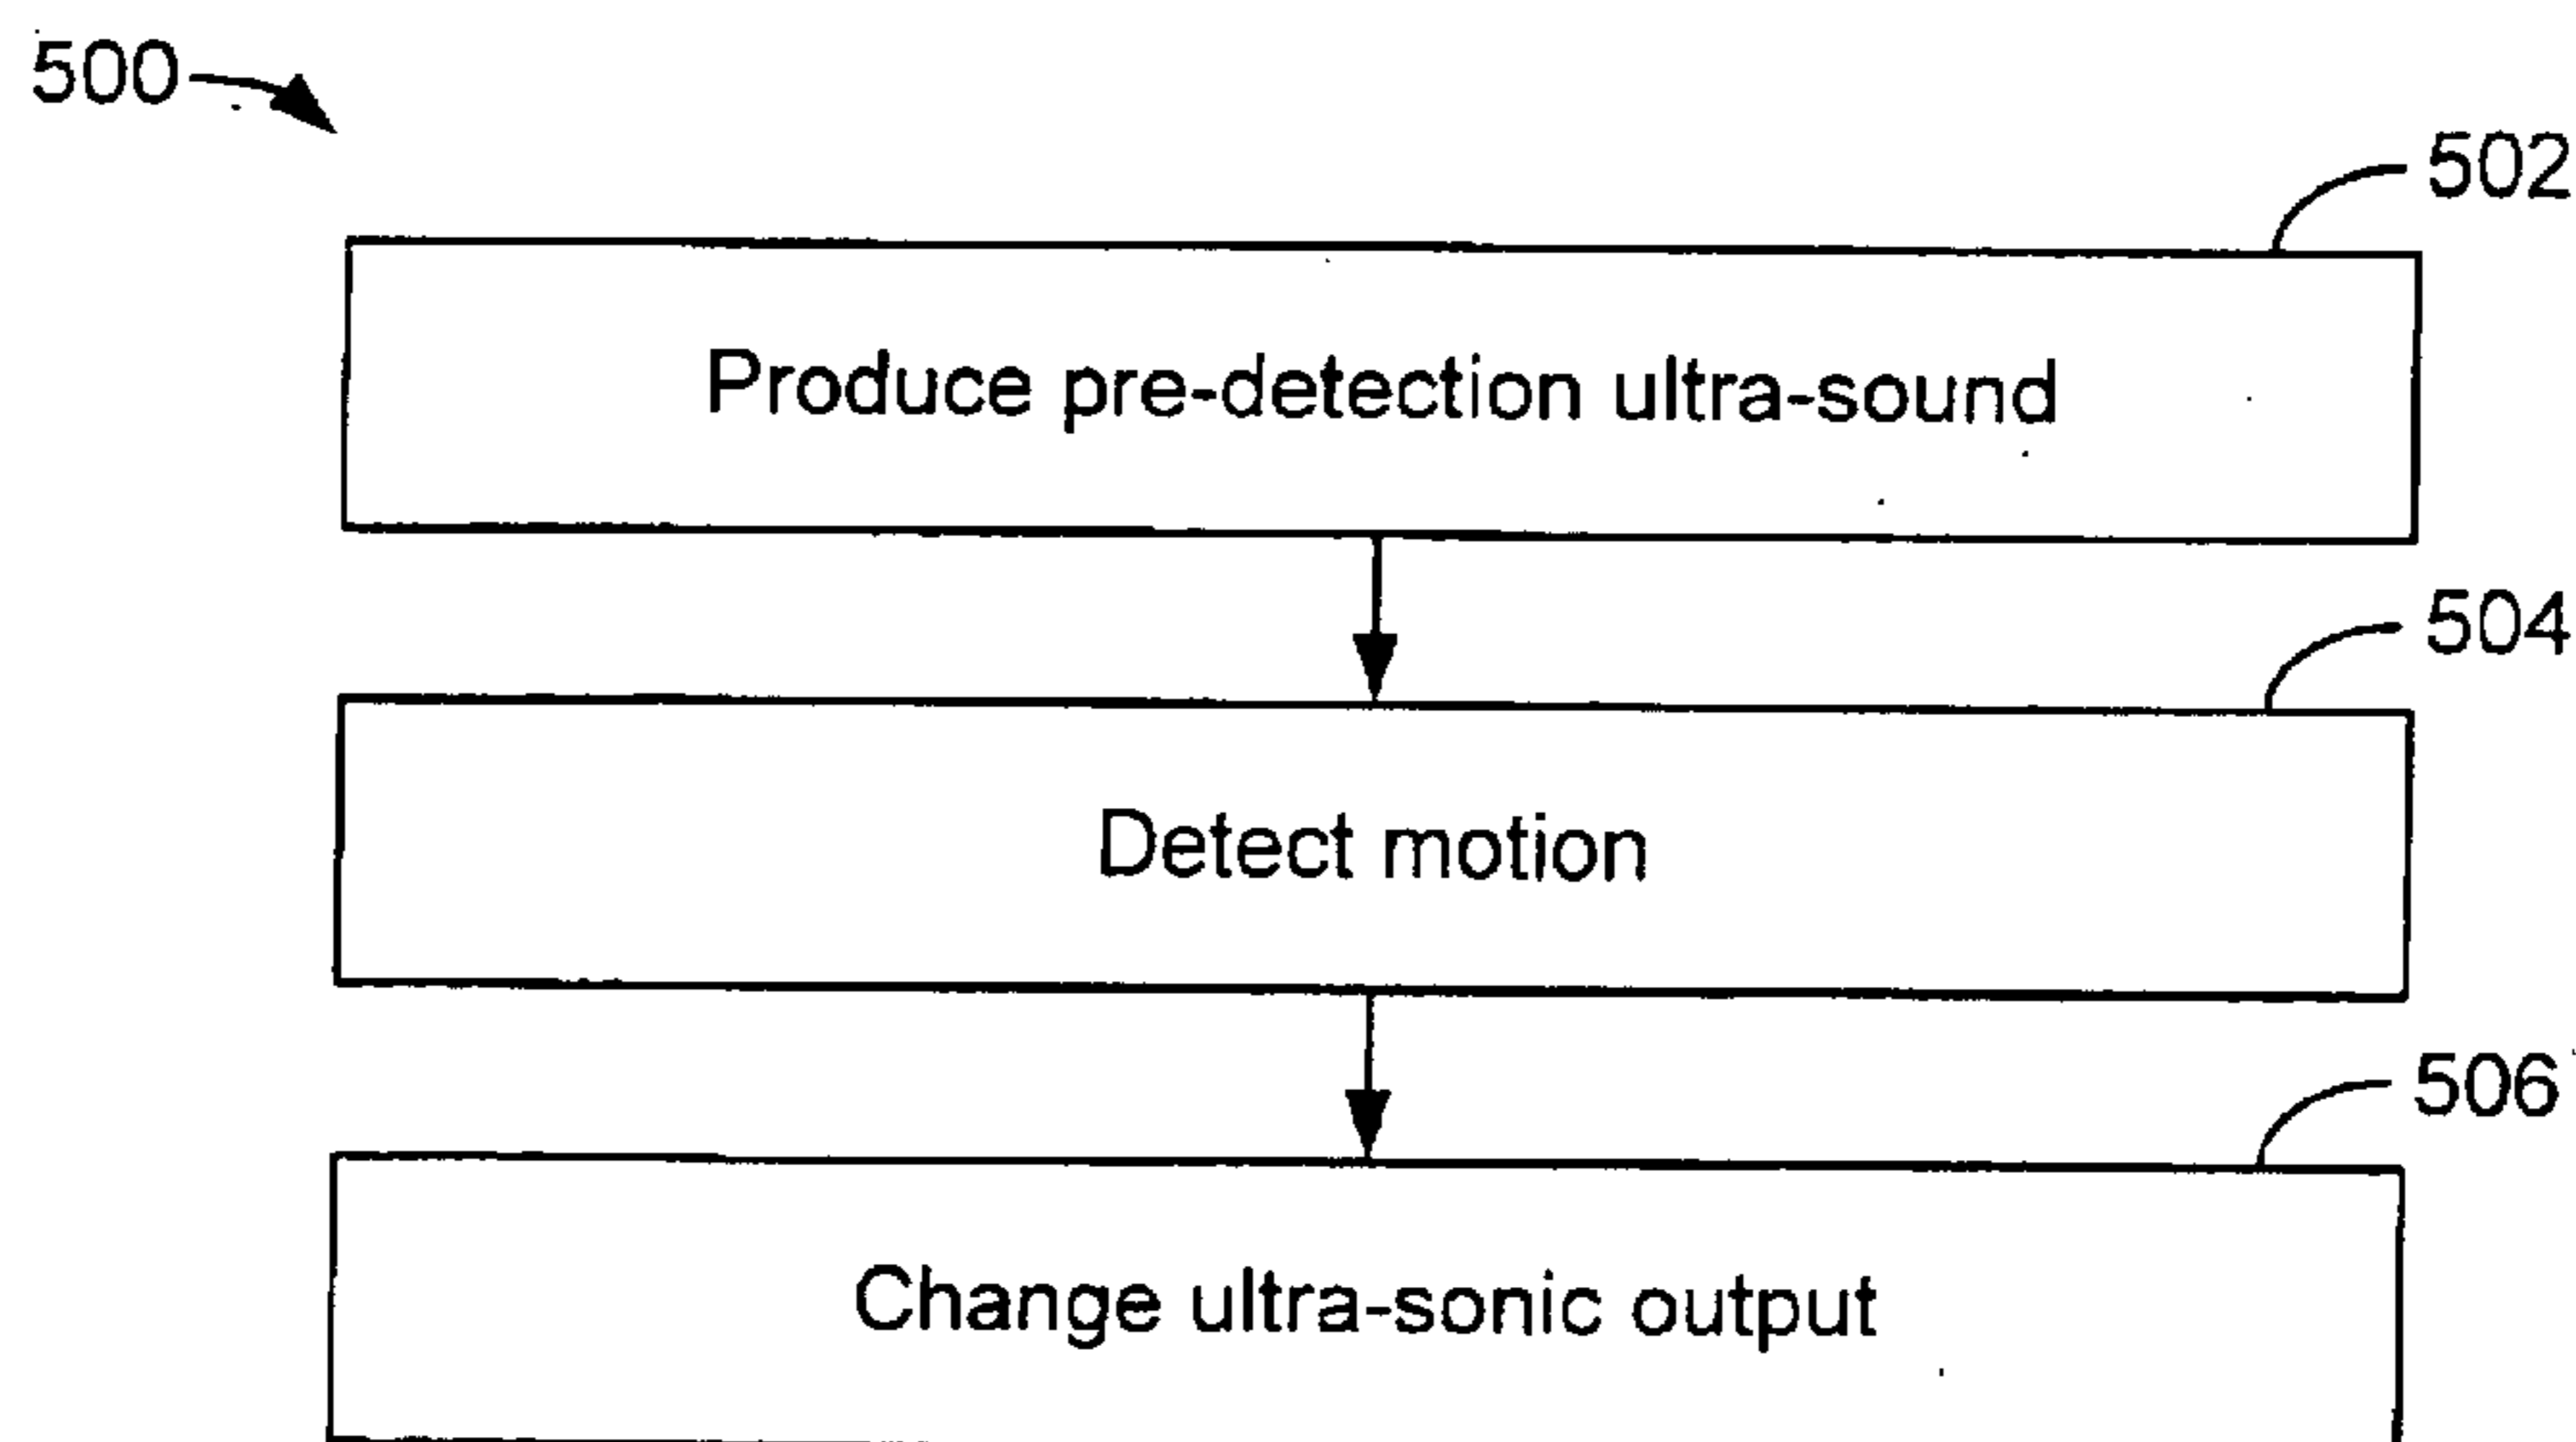 500
502
Produce pre-detection ultra-sound
504
Detect motion
506
Change ultra-sonic output